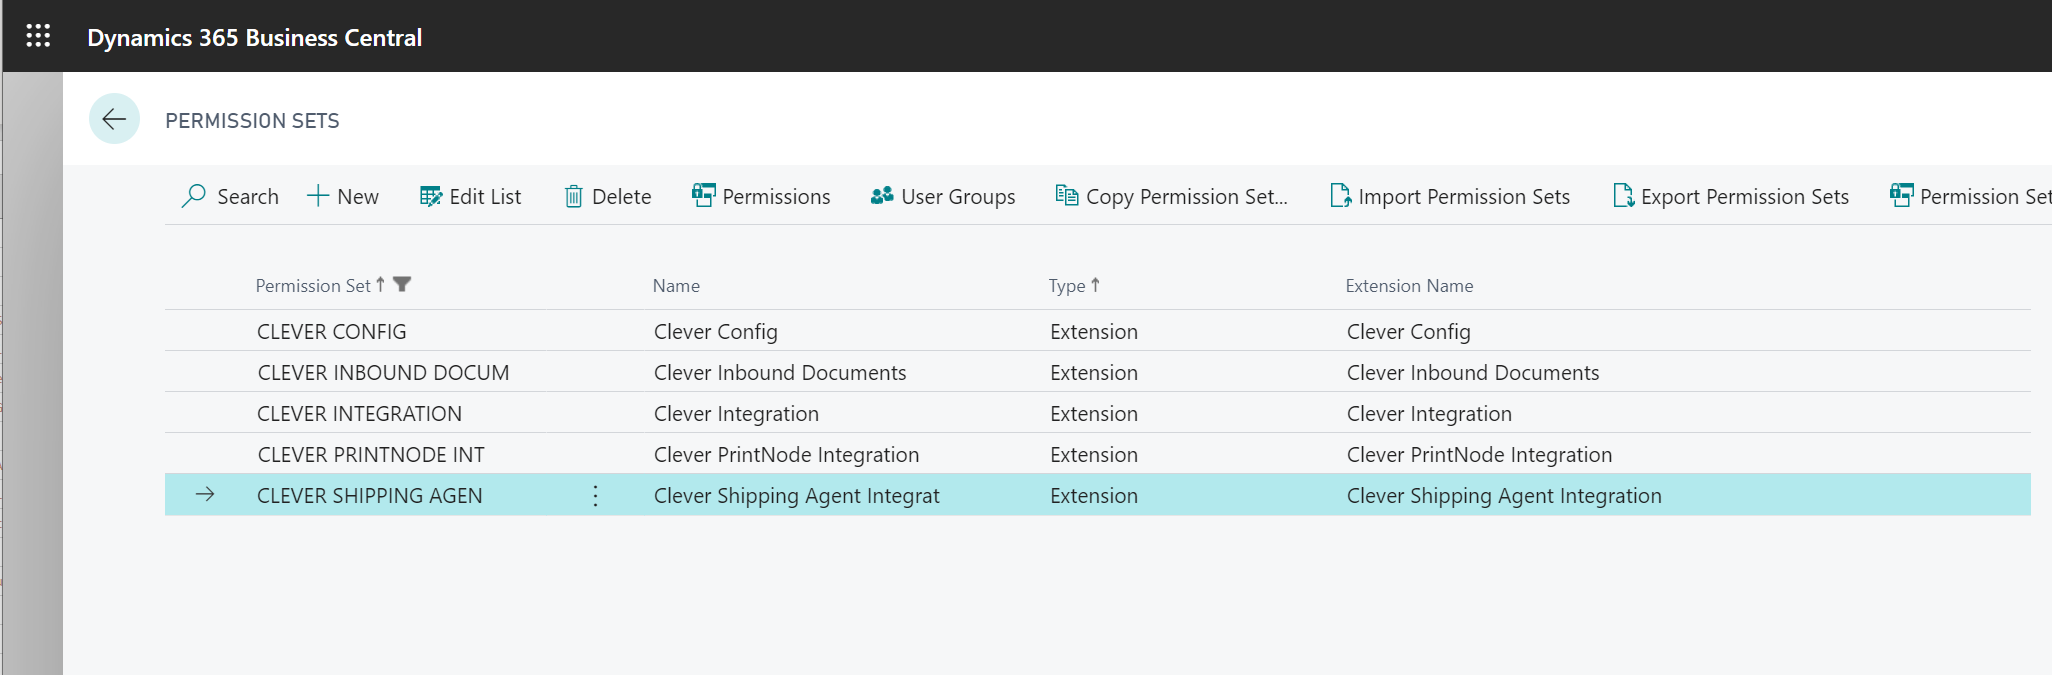 Dynamics 365 Business Central
PERMISSION SETS
Search New Edit List Delete Permissions User Groups Copy Permission Set... Import Permission Sets Export Permission Sets Permission Set
Permission Set Name Type Extension Name
CLEVER CONFIG Clever Config Extension Clever Config
CLEVER INBOUND DOCUM Clever Inbound Documents Extension Clever Inbound Documents
CLEVER INTEGRATION Clever Integration Extension Clever Integration
CLEVER PRINTNODE INT Clever PrintNode Integration Extension Clever PrintNode Integration
CLEVER SHIPPING AGEN Clever Shipping Agent Integrat Extension Clever Shipping Agent Integration